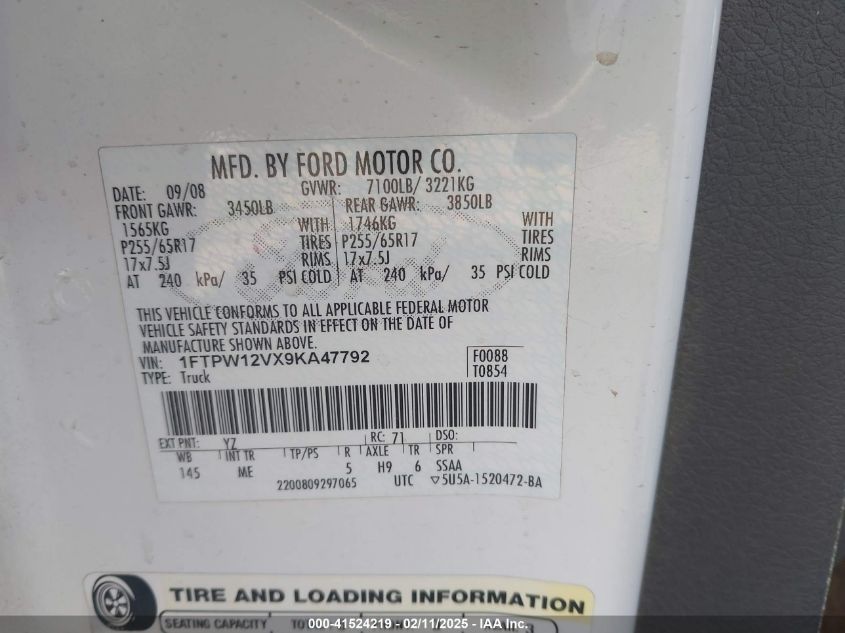 MFD. BY FORD MOTOR CO.
DATE: 09/08 GVWR: 7100LB/ 3221KG
FRONT GAWR: 3450LB REAR GAWR: 3850LB
1565KG WITH 1746KG WITH
P255/65R17 TIRES P255/65R17 TIRES
17x7.5J RIMS 17x7.5J RIMS
AT 240 kPa/ 35 PSI COLD AT 240 kPa/ 35 PSI COLD
THIS VEHICLE CONFORMS TO ALL APPLICABLE FEDERAL MOTOR
VEHICLE SAFETY STANDARDS IN EFFECT ON THE DATE OF
MANUFACTURE SHOWN ABOVE.
VIN: 1FTPW12VX9KA47792 F0088
TYPE: Truck T0854
EXT PNT: YZ RC: 71 DSO:
WB INT TR TP/PS R AXLE TR SPR
145 ME 5 H9 6 SSAA
2200809297065 UTC ▽5U5A-1520472-BA
TIRE AND LOADING INFORMATION
SEATING CAPACITY
000-41524219 - 02/11/2025 - IAA Inc.